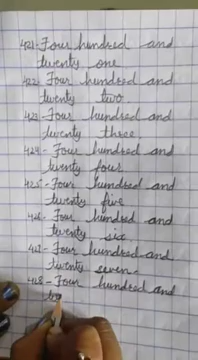 421- Four hundred and
twenty one
422- Four hundred and
twenty two
423- Four hundred and
twenty three
424- Four hundred and
twenty four
425- Four hundred and
twenty five
426- Four hundred and
twenty six
427- Four hundred and
twenty seven.
428- Four hundred and